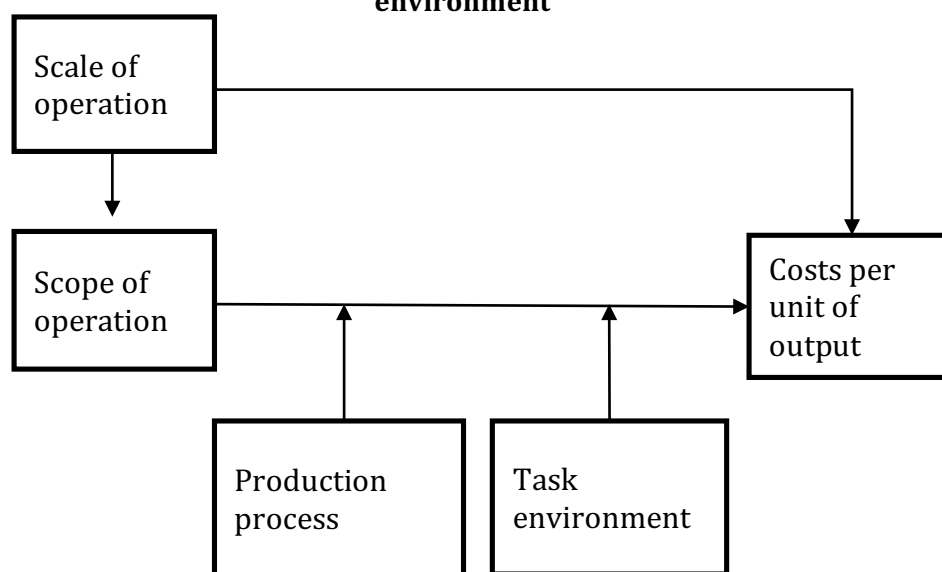 environment
Scale of
operation
Scope of
operation
Costs per
unit of
output
Production
process
Task
environment